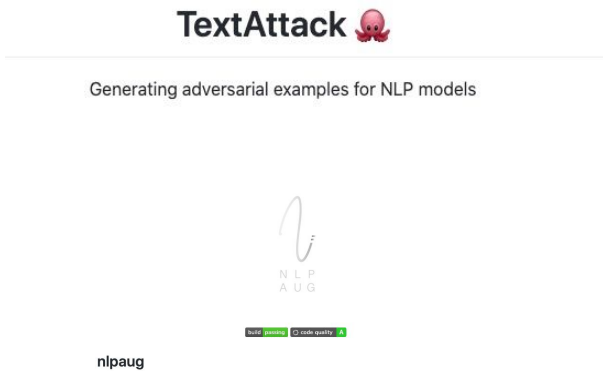 TextAttack 🐙
Generating adversarial examples for NLP models
NLP
AUG
build passing code quality A
nlpaug